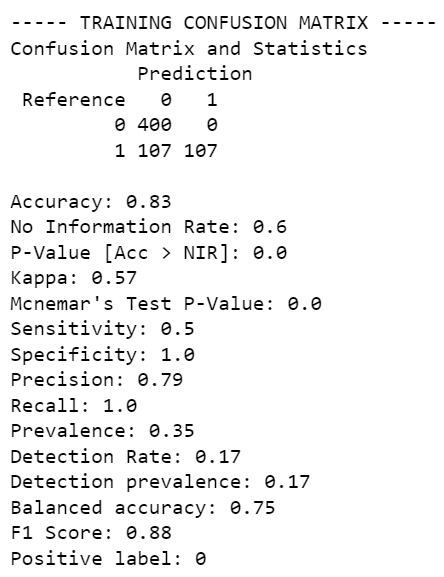 ----- TRAINING CONFUSION MATRIX -----
Confusion Matrix and Statistics
Prediction
Reference 0 1
0 400 0
1 107 107
Accuracy: 0.83
No Information Rate: 0.6
P-Value [Acc > NIR]: 0.0
Kappa: 0.57
Mcnemar's Test P-Value: 0.0
Sensitivity: 0.5
Specificity: 1.0
Precision: 0.79
Recall: 1.0
Prevalence: 0.35
Detection Rate: 0.17
Detection prevalence: 0.17
Balanced accuracy: 0.75
F1 Score: 0.88
Positive label: 0